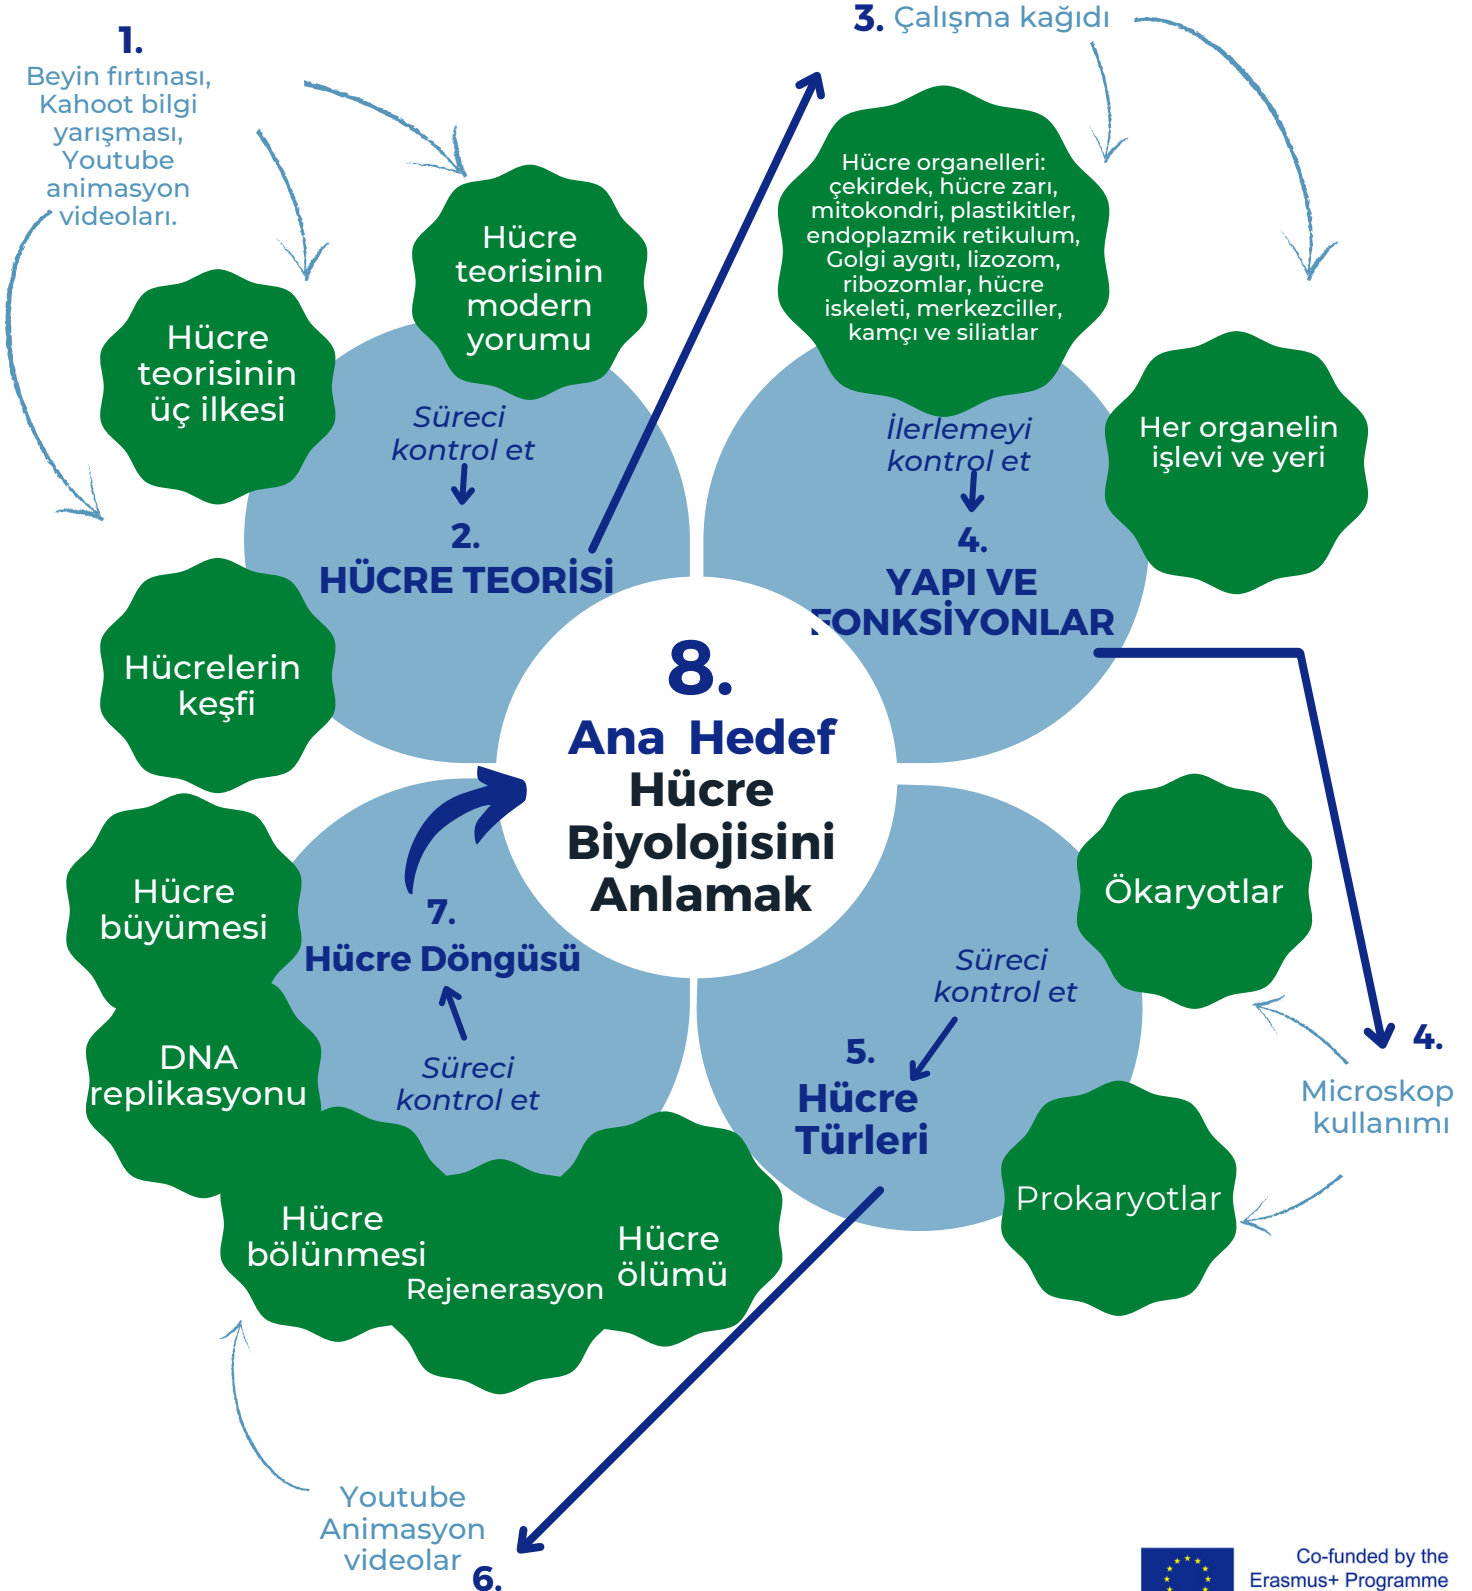 1.
Beyin fırtınası,
Kahoot bilgi
yarışması,
Youtube
animasyon
videoları.
3. Çalışma kağıdı
Hücre
teorisinin
modern
yorumu
Hücre
teorisinin
üç ilkesi
Hücrelerin
keşfi
Süreci
kontrol et
2.
HÜCRE TEORİSİ
Hücre organelleri:
çekirdek, hücre zarı,
mitokondri, plastikitler,
endoplazmik retikulum,
Golgi aygıtı, lizozom,
ribozomlar, hücre
iskeleti, merkezciller,
kamçı ve siliatlar
Her organelin
işlevi ve yeri
İlerlemeyi
kontrol et
4.
YAPI VE
FONKSİYONLAR
8.
Ana Hedef
Hücre
Biyolojisini
Anlamak
Ökaryotlar
Prokaryotlar
4.
Microskop
kullanımı
Süreci
kontrol et
5.
Hücre
Türleri
7.
Hücre Döngüsü
Süreci
kontrol et
Hücre
büyümesi
DNA
replikasyonu
Hücre
bölünmesi
Rejenerasyon
Hücre
ölümü
Youtube
Animasyon
videolar
6.
Co-funded by the
Erasmus+ Programme